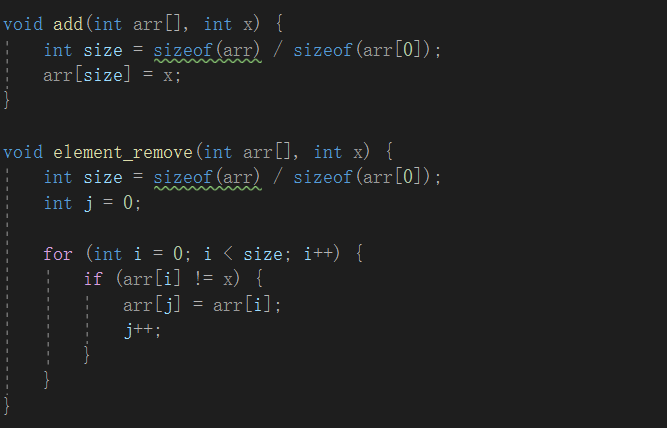 void add(int arr[], int x) {
    int size = sizeof(arr) / sizeof(arr[0]);
    arr[size] = x;
}

void element_remove(int arr[], int x) {
    int size = sizeof(arr) / sizeof(arr[0]);
    int j = 0;

    for (int i = 0; i < size; i++) {
        if (arr[i] != x) {
            arr[j] = arr[i];
            j++;
        }
    }
}